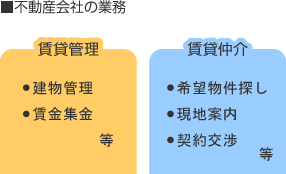 ■不動産会社の業務
賃貸管理
●建物管理
●賃金集金
等
賃貸仲介
●希望物件探し
●現地案内
●契約交渉
等